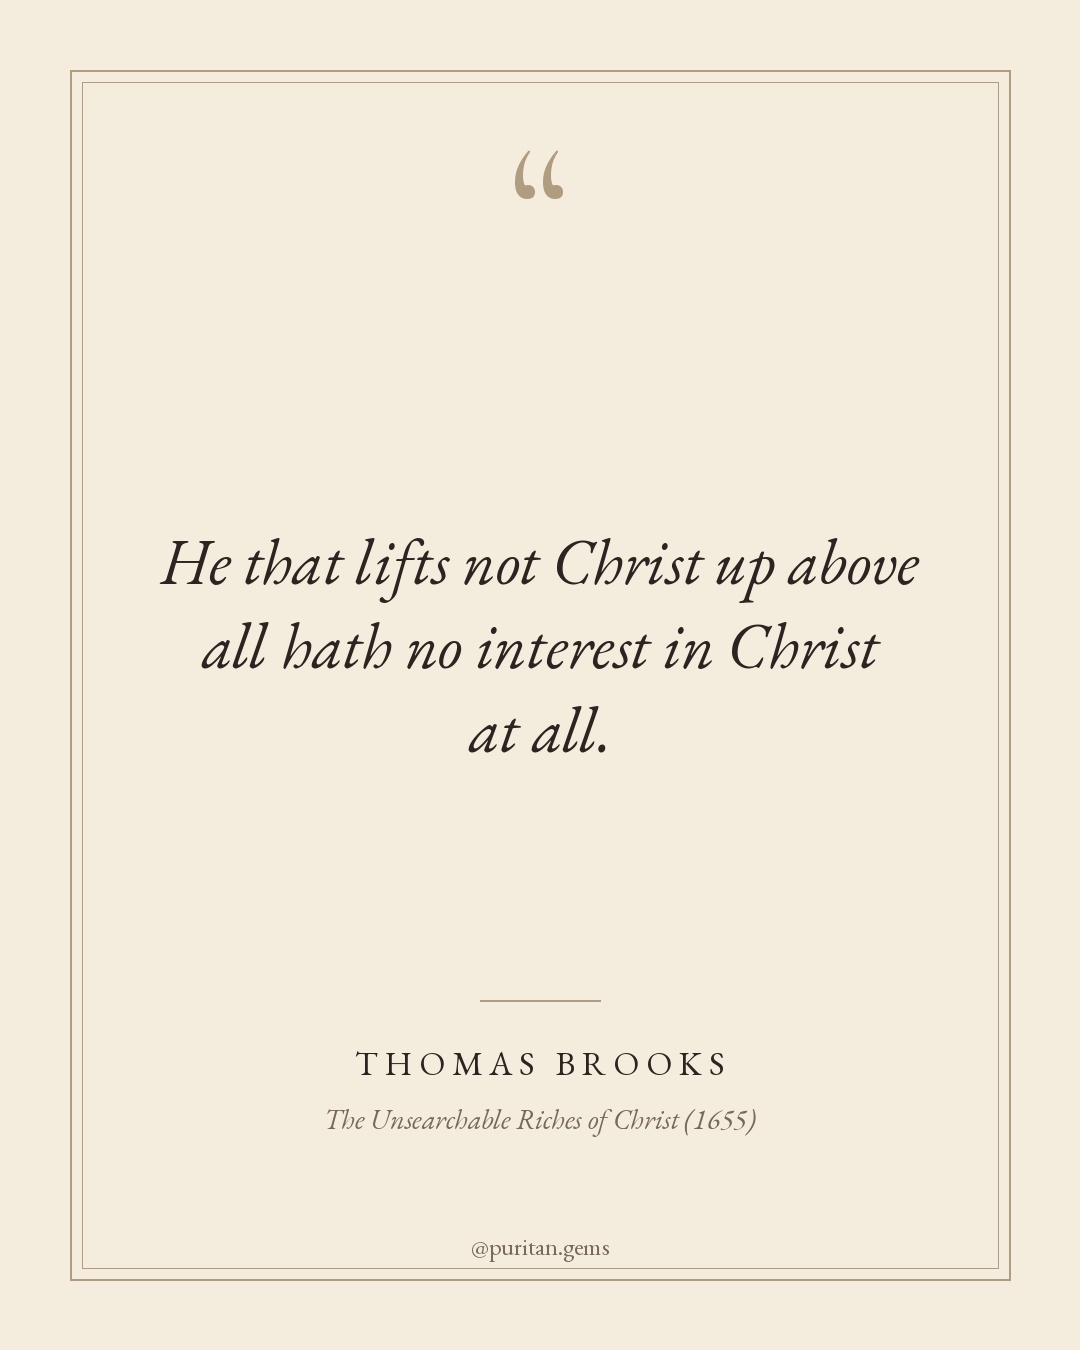 “
He that lifts not Christ up above
all hath no interest in Christ
at all.
THOMAS BROOKS
The Unsearchable Riches of Christ (1655)
@puritan.gems